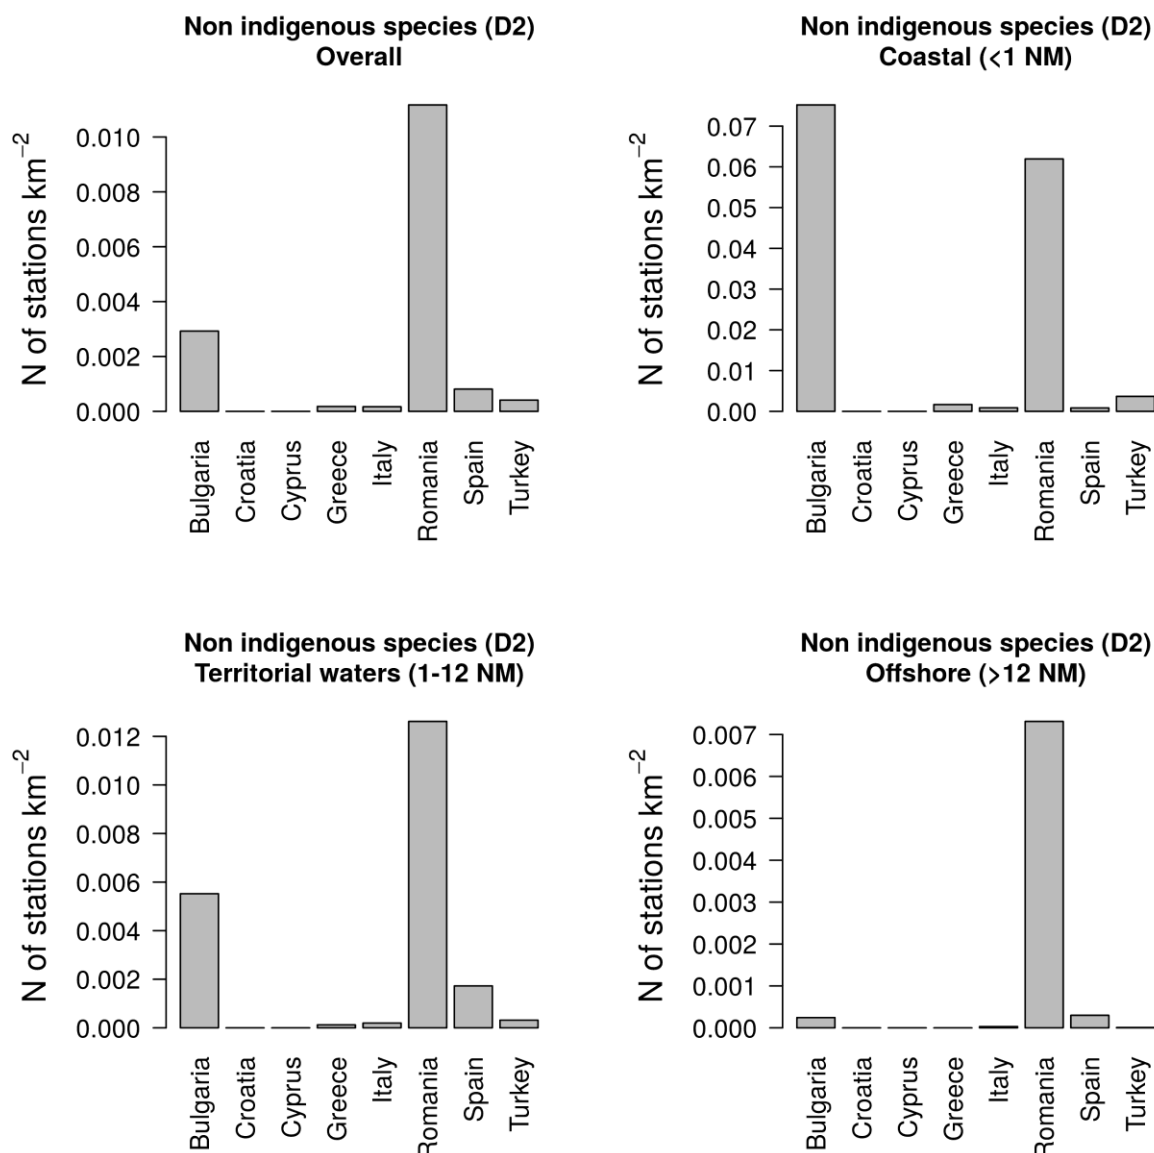 Non indigenous species (D2)
Overall
N of stations km−2
0.010
0.008
0.006
0.004
0.002
0.000
Bulgaria
Croatia
Cyprus
Greece
Italy
Romania
Spain
Turkey
Non indigenous species (D2)
Coastal (<1 NM)
N of stations km−2
0.07
0.06
0.05
0.04
0.03
0.02
0.01
0.00
Bulgaria
Croatia
Cyprus
Greece
Italy
Romania
Spain
Turkey
Non indigenous species (D2)
Territorial waters (1-12 NM)
N of stations km−2
0.012
0.010
0.008
0.006
0.004
0.002
0.000
Bulgaria
Croatia
Cyprus
Greece
Italy
Romania
Spain
Turkey
Non indigenous species (D2)
Offshore (>12 NM)
N of stations km−2
0.007
0.006
0.005
0.004
0.003
0.002
0.001
0.000
Bulgaria
Croatia
Cyprus
Greece
Italy
Romania
Spain
Turkey